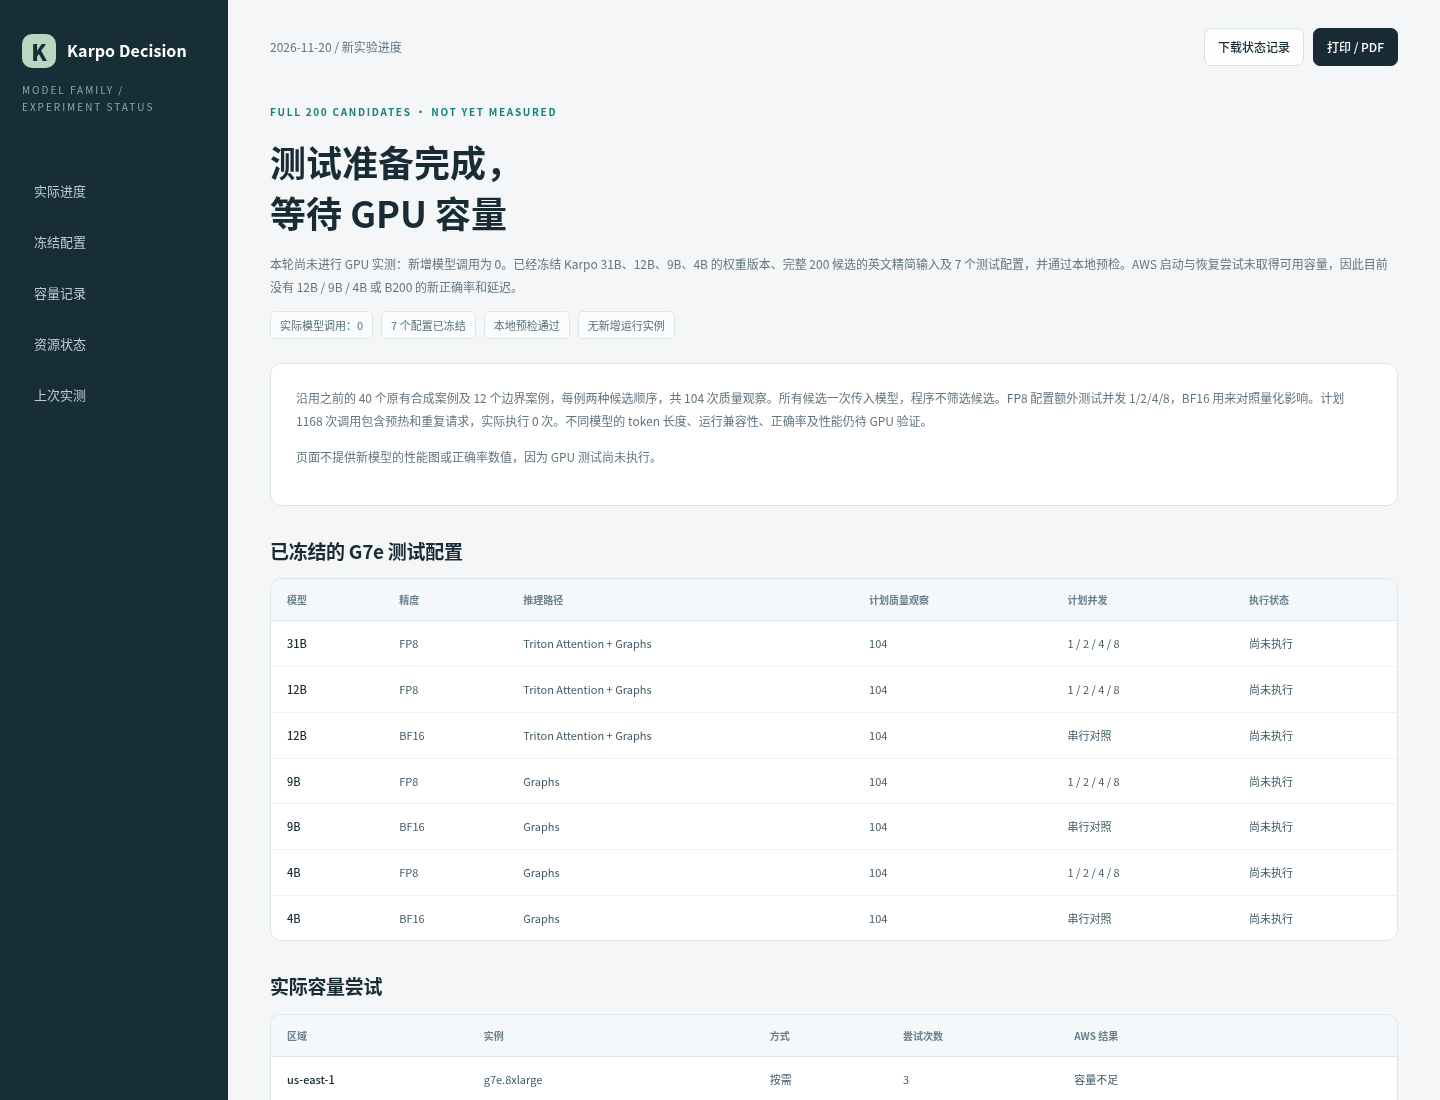 K Karpo Decision
MODEL FAMILY /
EXPERIMENT STATUS
实际进度
冻结配置
容量记录
资源状态
上次实测
2026-11-20 / 新实验进度
下载状态记录
打印 / PDF
FULL 200 CANDIDATES · NOT YET MEASURED
测试准备完成，
等待 GPU 容量
本轮尚未进行 GPU 实测：新增模型调用为 0。已经冻结 Karpo 31B、12B、9B、4B 的权重版本、完整 200 候选的英文精简输入及 7 个测试配置，并通过本地预检。AWS 启动与恢复尝试未取得可用容量，因此目前
没有 12B / 9B / 4B 或 B200 的新正确率和延迟。
实际模型调用：0
7 个配置已冻结
本地预检通过
无新增运行实例
沿用之前的 40 个原有合成案例及 12 个边界案例，每例两种候选顺序，共 104 次质量观察。所有候选一次传入模型，程序不筛选候选。FP8 配置额外测试并发 1/2/4/8，BF16 用来对照量化影响。计划
1168 次调用包含预热和重复请求，实际执行 0 次。不同模型的 token 长度、运行兼容性、正确率及性能仍待 GPU 验证。
页面不提供新模型的性能图或正确率数值，因为 GPU 测试尚未执行。
已冻结的 G7e 测试配置
模型 精度 推理路径 计划质量观察 计划并发 执行状态
31B FP8 Triton Attention + Graphs 104 1 / 2 / 4 / 8 尚未执行
12B FP8 Triton Attention + Graphs 104 1 / 2 / 4 / 8 尚未执行
12B BF16 Triton Attention + Graphs 104 串行对照 尚未执行
9B FP8 Graphs 104 1 / 2 / 4 / 8 尚未执行
9B BF16 Graphs 104 串行对照 尚未执行
4B FP8 Graphs 104 1 / 2 / 4 / 8 尚未执行
4B BF16 Graphs 104 串行对照 尚未执行
实际容量尝试
区域 实例 方式 尝试次数 AWS 结果
us-east-1 g7e.8xlarge 按需 3 容量不足